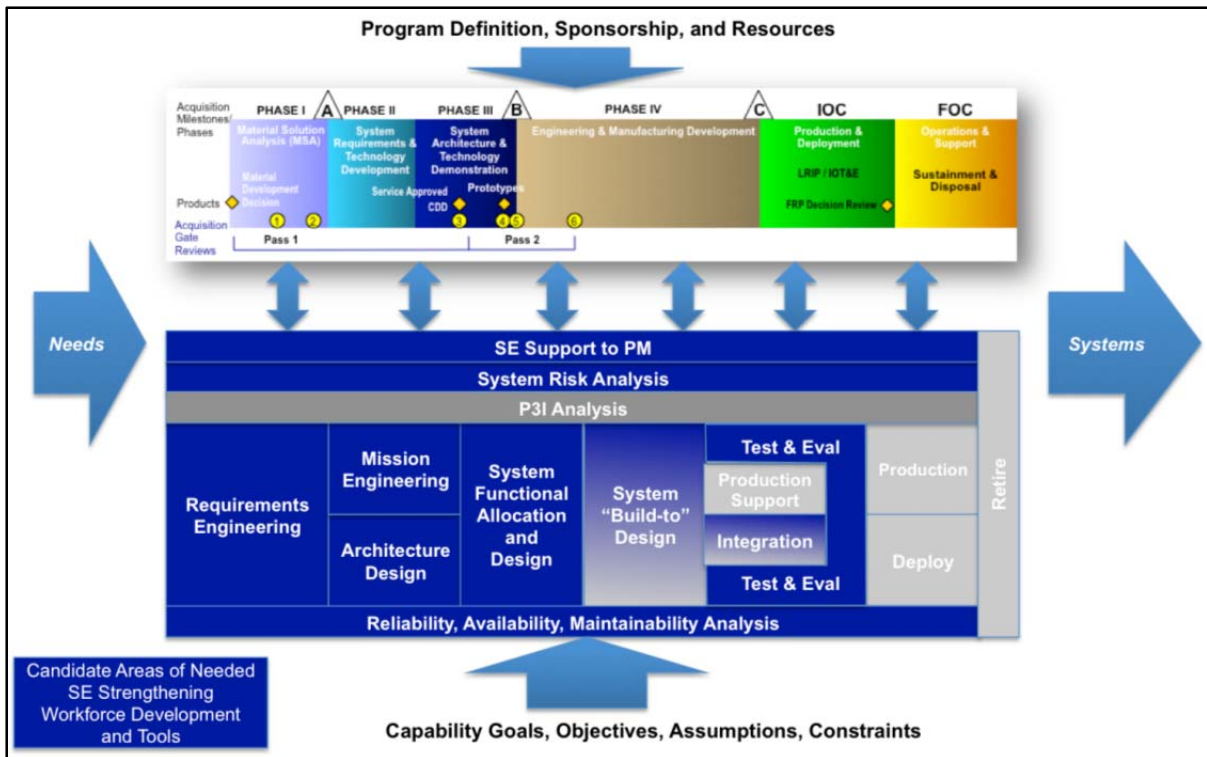 Program Definition, Sponsorship, and Resources
Acquisition
Milestones/
Phases
PHASE I
A
PHASE II
PHASE III
B
PHASE IV
C
IOC
FOC
Material Solution
Analysis (MSA)
System
Requirements &
Technology
Development
System
Architecture &
Technology
Demonstration
Engineering & Manufacturing Development
Production &
Deployment
Operations &
Support
Material
Development
Decision
Service Approved
CDD
Prototypes
LRIP / IOT&E
FRP Decision Review
Sustainment &
Disposal
Products
1
2
3
4
5
6
Acquisition
Gate
Reviews
Pass 1
Pass 2
Needs
Systems
SE Support to PM
System Risk Analysis
P3I Analysis
Requirements
Engineering
Mission
Engineering
Architecture
Design
System
Functional
Allocation
and
Design
System
“Build-to”
Design
Test & Eval
Production
Support
Integration
Test & Eval
Production
Deploy
Retire
Reliability, Availability, Maintainability Analysis
Candidate Areas of Needed
SE Strengthening
Workforce Development
and Tools
Capability Goals, Objectives, Assumptions, Constraints